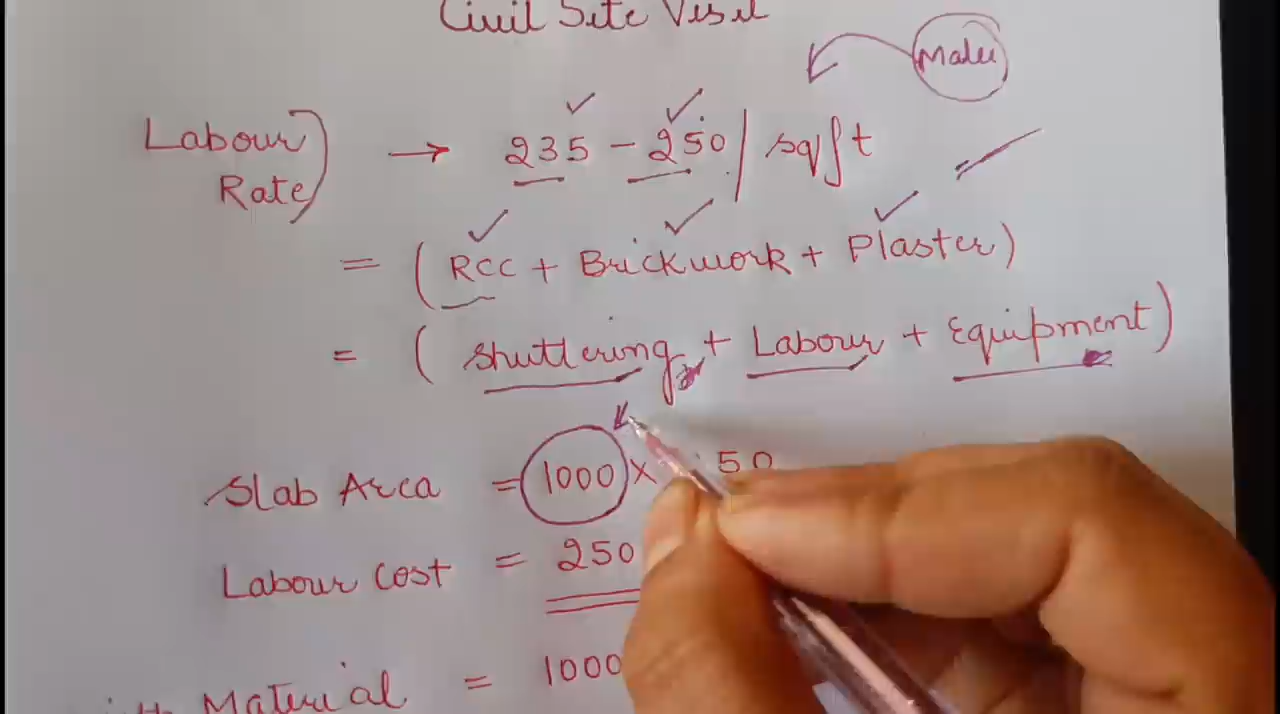 Civil Site Visit
Labour Rate) → 235 - 250/sqft
= (RCC + Brickwork + Plaster)
= (Shuttering + Labour + Equipment)
Slab Area = 1000 × 50
Labour Cost = 250
Material = 1000